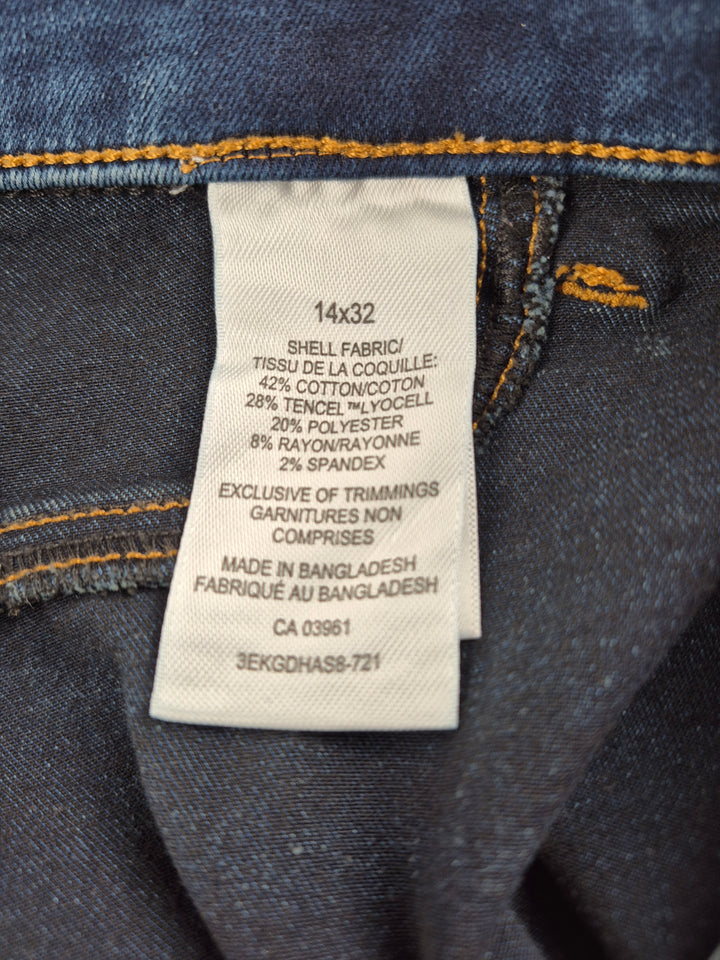 14x32
SHELL FABRIC/
TISSU DE LA COQUILLE:
42% COTTON/COTON
28% TENCEL™LYOCELL
20% POLYESTER
8% RAYON/RAYONNE
2% SPANDEX
EXCLUSIVE OF TRIMMINGS
GARNITURES NON
COMPRISES
MADE IN BANGLADESH
FABRIQUÉ AU BANGLADESH
CA 03961
3EKGDHAS8-721